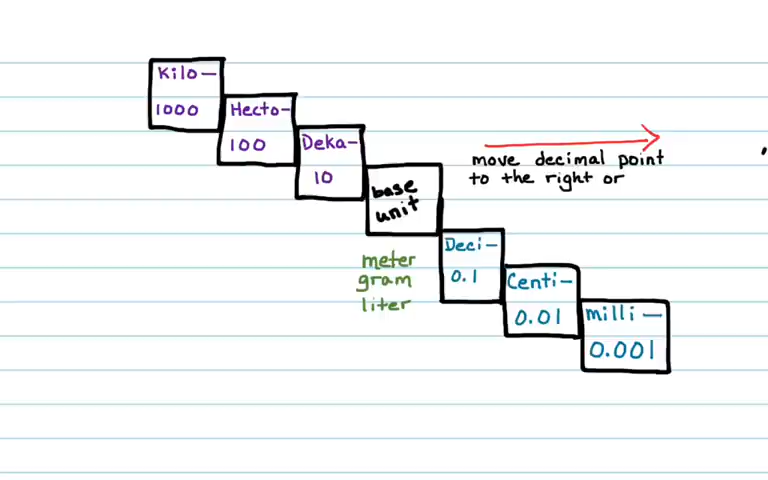 Kilo-
1000
Hecto-
100
Deka-
10
base
unit
move decimal point
to the right or
meter
gram
liter
Deci-
0.1
Centi-
0.01
milli-
0.001